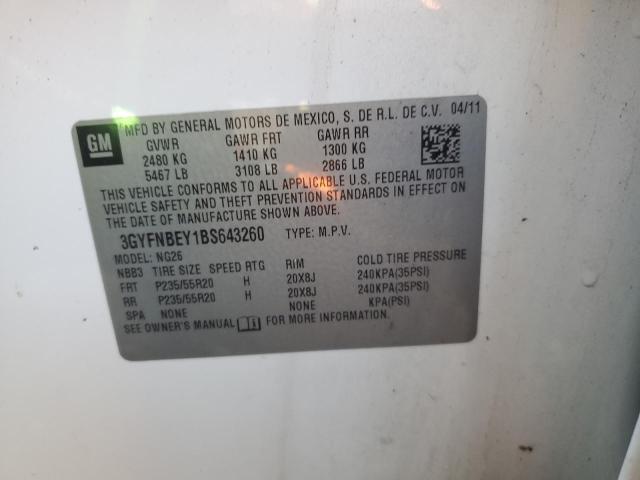 GM
MFD BY GENERAL MOTORS DE MEXICO, S. DE R.L. DE C.V. 04/11
GVWR GAWR FRT GAWR RR
2480 KG 1410 KG 1300 KG
5467 LB 3108 LB 2866 LB
THIS VEHICLE CONFORMS TO ALL APPLICABLE U.S. FEDERAL MOTOR
VEHICLE SAFETY AND THEFT PREVENTION STANDARDS IN EFFECT ON
THE DATE OF MANUFACTURE SHOWN ABOVE.
3GYFNBEY1BS643260 TYPE: M.P.V.
MODEL: NG26
NBB3 TIRE SIZE SPEED RTG RIM COLD TIRE PRESSURE
FRT P235/55R20 H 20X8J 240KPA(35PSI)
RR P235/55R20 H 20X8J 240KPA(35PSI)
SPA NONE NONE KPA(PSI)
SEE OWNER'S MANUAL FOR MORE INFORMATION.